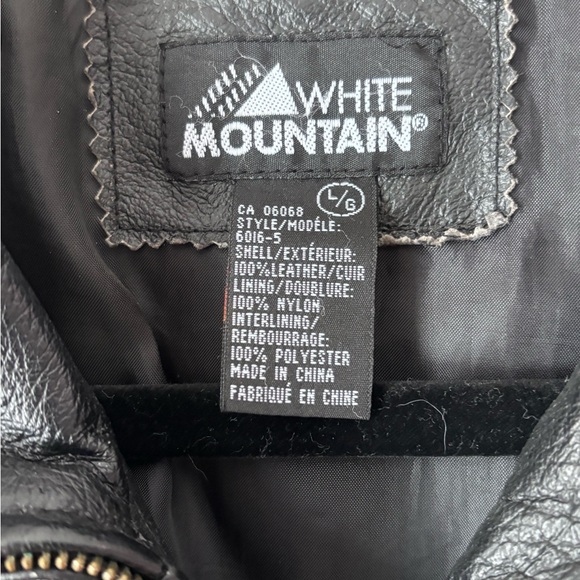 WHITE
MOUNTAIN®
L/G
CA 06068
STYLE/MODÈLE:
6016-5
SHELL/EXTÉRIEUR:
100%LEATHER/CUIR
LINING/DOUBLURE:
100% NYLON
INTERLINING/
REMBOURRAGE:
100% POLYESTER
MADE IN CHINA
FABRIQUÉ EN CHINE